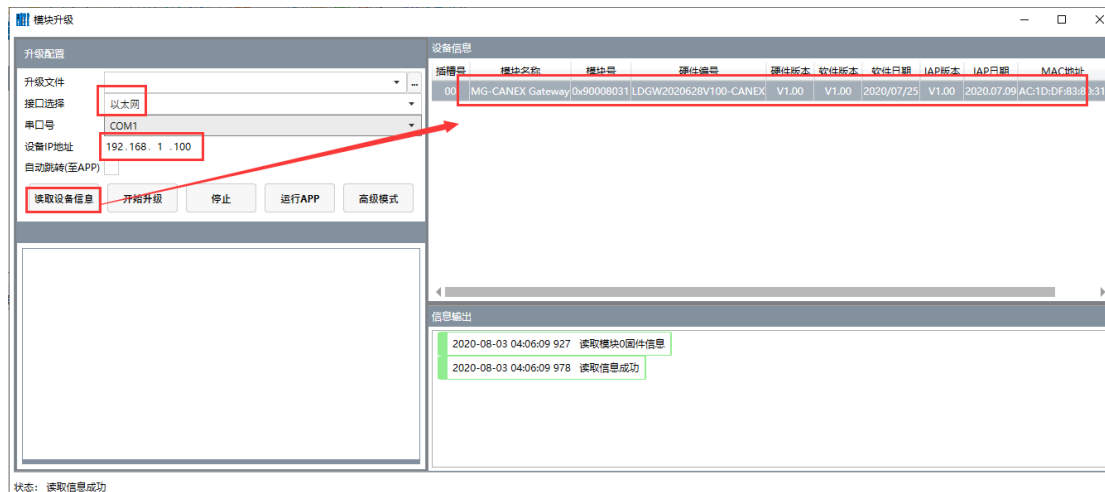 模块升级
升级配置
升级文件
...
接口选择 以太网
串口号 COM1
设备IP地址 192.168. 1 .100
自动跳转(至APP)
读取设备信息 开始升级 停止 运行APP 高级模式
设备信息
插槽号 模块名称 模块号 硬件编号 硬件版本 软件版本 软件日期 IAP版本 IAP日期 MAC地址
00 MG-CANEX Gateway 0x90008031 LDGW2020628V100-CANEX V1.00 V1.00 2020/07/25 V1.00 2020.07.09 AC:1D:DF:83:8D:31
信息输出
2020-08-03 04:06:09 927 读取模块0固件信息
2020-08-03 04:06:09 978 读取信息成功
状态: 读取信息成功